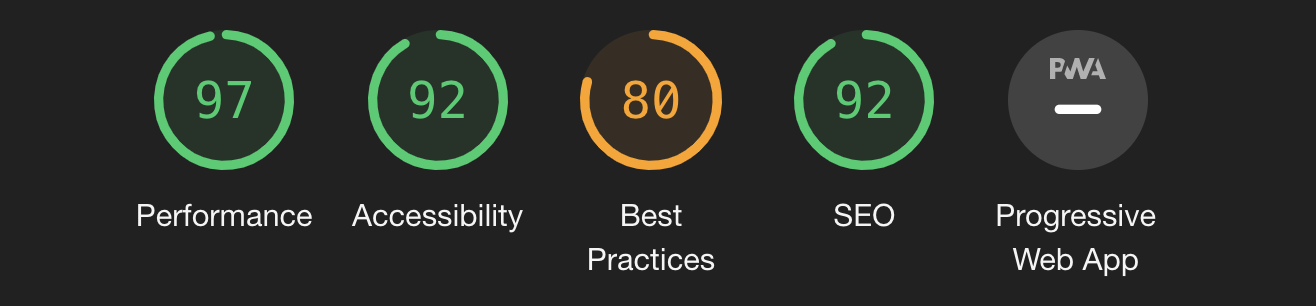 97
92
80
92
PWA
Performance
Accessibility
Best
Practices
SEO
Progressive
Web App